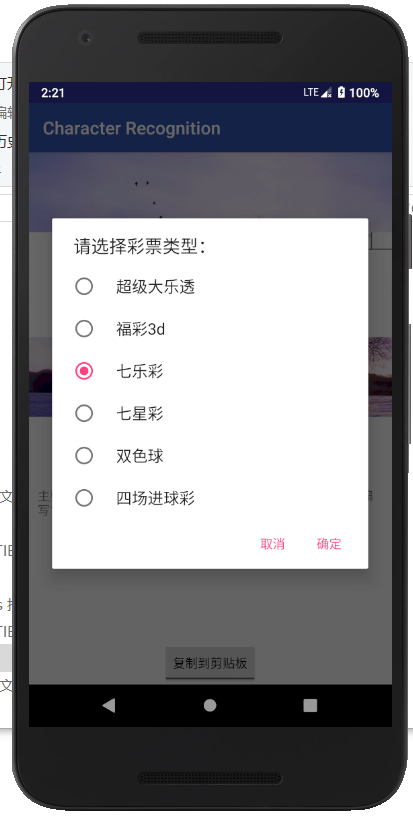 2:21 LTE 100%
Character Recognition
请选择彩票类型：
超级大乐透
福彩3d
七乐彩
七星彩
双色球
四场进球彩
取消 确定
复制到剪贴板